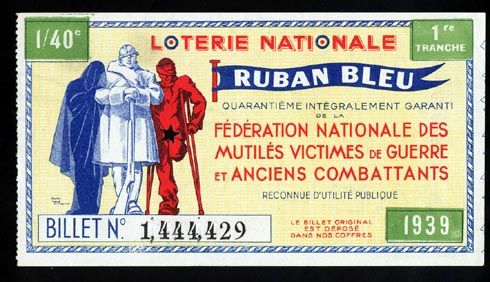 1/40e
LOTERIE NATIONALE
1re
TRANCHE
RUBAN BLEU
QUARANTIÈME INTÉGRALEMENT GARANTI
DE LA
FÉDÉRATION NATIONALE DES
MUTILÉS VICTIMES DE GUERRE
ET ANCIENS COMBATTANTS
RECONNUE D'UTILITÉ PUBLIQUE
BILLET No. 1,444,429
LE BILLET ORIGINAL
EST DÉPOSÉ
DANS NOS COFFRES
1939